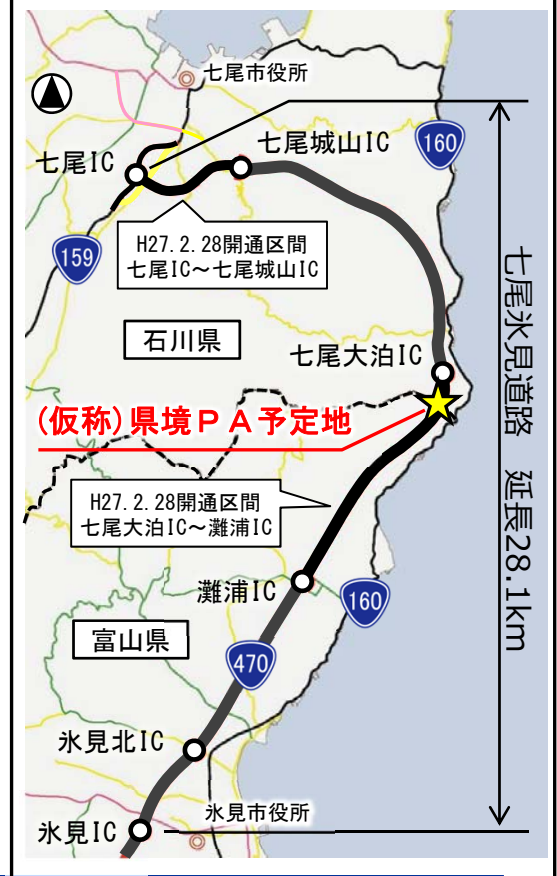 七尾市役所
七尾城山IC
160
七尾IC
H27.2.28開通区間
七尾IC～七尾城山IC
159
石川県
七尾大泊IC
(仮称)県境PA予定地
七尾氷見道路 延長28.1km
H27.2.28開通区間
七尾大泊IC～灘浦IC
灘浦IC
160
富山県
470
氷見北IC
氷見市役所
氷見IC